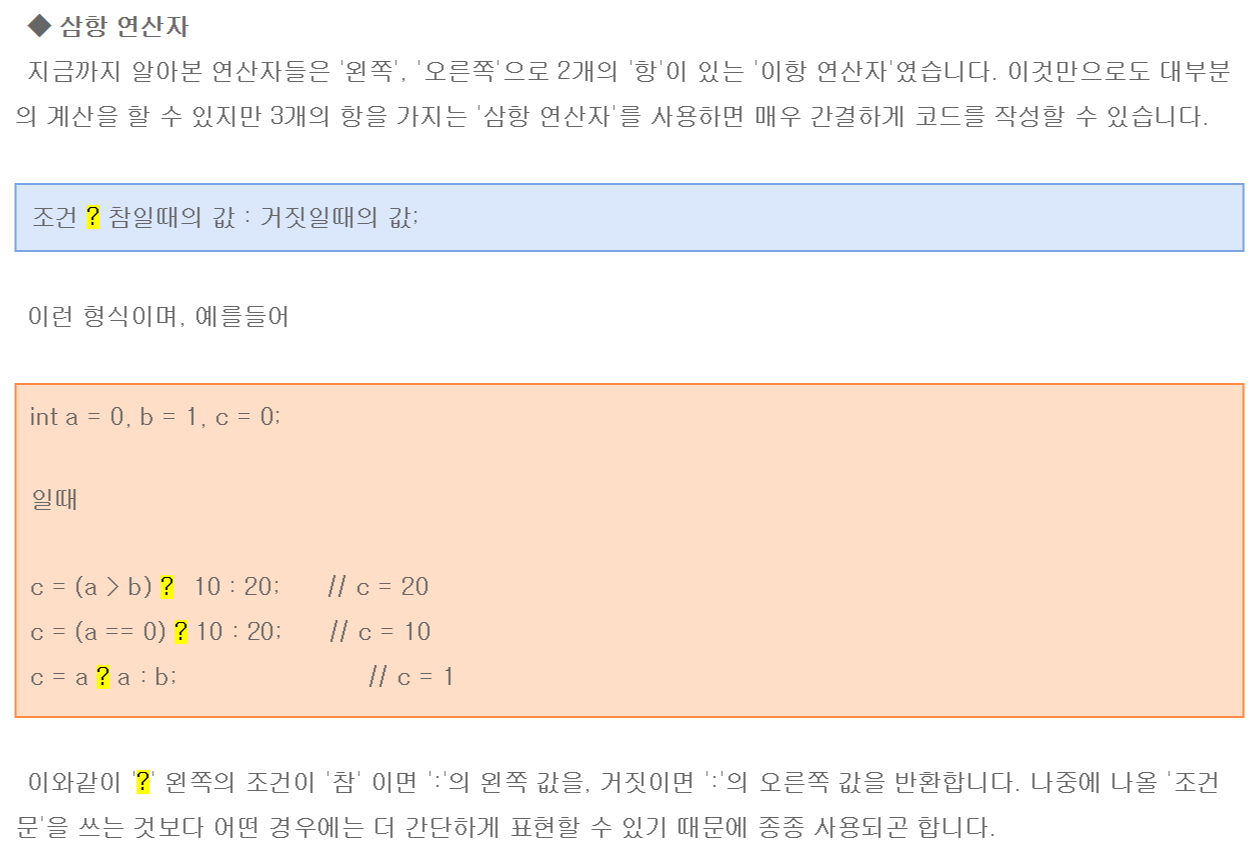 ◆ 삼항 연산자
지금까지 알아본 연산자들은 '왼쪽', '오른쪽'으로 2개의 '항'이 있는 '이항 연산자'였습니다. 이것만으로도 대부분
의 계산을 할 수 있지만 3개의 항을 가지는 '삼항 연산자'를 사용하면 매우 간결하게 코드를 작성할 수 있습니다.
조건 ? 참일때의 값 : 거짓일때의 값;
이런 형식이며, 예를들어
int a = 0, b = 1, c = 0;
일때
c = (a > b) ? 10 : 20; // c = 20
c = (a == 0) ? 10 : 20; // c = 10
c = a ? a : b; // c = 1
이와같이 '?' 왼쪽의 조건이 '참' 이면 ':'의 왼쪽 값을, 거짓이면 ':'의 오른쪽 값을 반환합니다. 나중에 나올 '조건
문'을 쓰는 것보다 어떤 경우에는 더 간단하게 표현할 수 있기 때문에 종종 사용되곤 합니다.